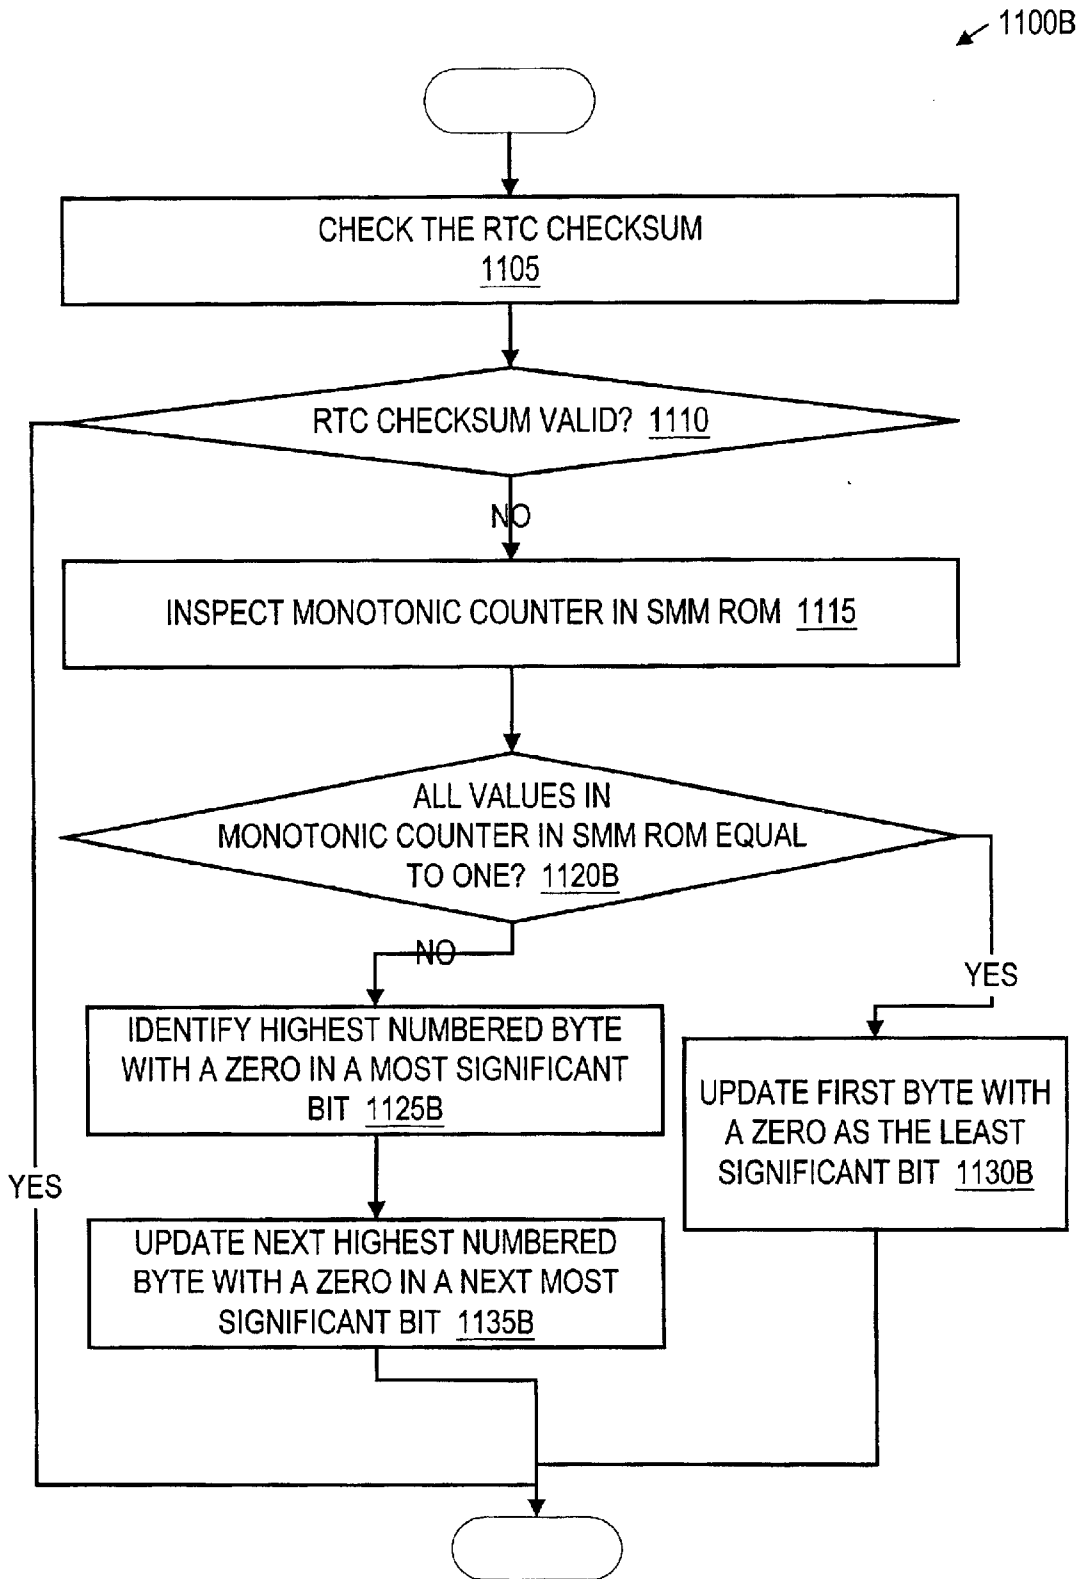 1100B
CHECK THE RTC CHECKSUM
1105
RTC CHECKSUM VALID? 1110
NO
INSPECT MONOTONIC COUNTER IN SMM ROM 1115
ALL VALUES IN
MONOTONIC COUNTER IN SMM ROM EQUAL
TO ONE? 1120B
NO
YES
IDENTIFY HIGHEST NUMBERED BYTE
WITH A ZERO IN A MOST SIGNIFICANT
BIT 1125B
UPDATE FIRST BYTE WITH
A ZERO AS THE LEAST
SIGNIFICANT BIT 1130B
YES
UPDATE NEXT HIGHEST NUMBERED
BYTE WITH A ZERO IN A NEXT MOST
SIGNIFICANT BIT 1135B